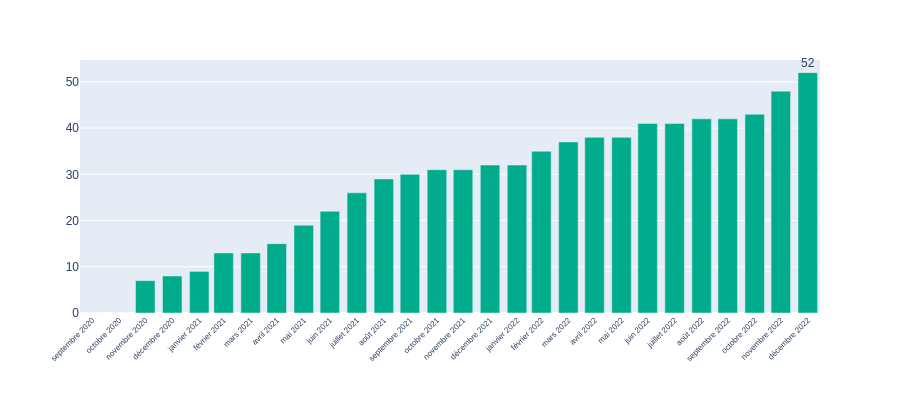 52
50
40
30
20
10
0
septembre 2020
octobre 2020
novembre 2020
décembre 2020
janvier 2021
février 2021
mars 2021
avril 2021
mai 2021
juin 2021
juillet 2021
août 2021
septembre 2021
octobre 2021
novembre 2021
décembre 2021
janvier 2022
février 2022
mars 2022
avril 2022
mai 2022
juin 2022
juillet 2022
août 2022
septembre 2022
octobre 2022
novembre 2022
décembre 2022